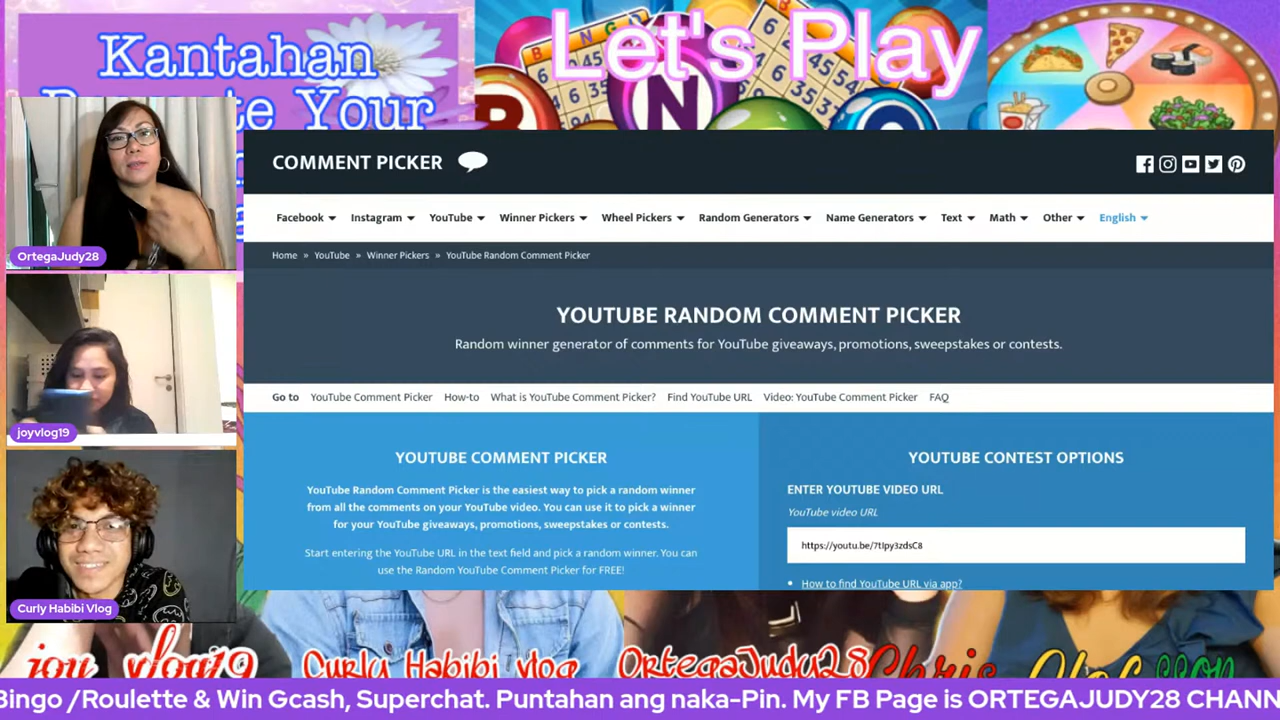 Kantahan
Let's Play
Your
OrtegaJudy28
joyvlog19
Curly Habibi Vlog
COMMENT PICKER
Facebook Instagram YouTube Winner Pickers Wheel Pickers Random Generators Name Generators Text Math Other English
Home » YouTube » Winner Pickers » YouTube Random Comment Picker
YOUTUBE RANDOM COMMENT PICKER
Random winner generator of comments for YouTube giveaways, promotions, sweepstakes or contests.
Go to YouTube Comment Picker How-to What is YouTube Comment Picker? Find YouTube URL Video: YouTube Comment Picker FAQ
YOUTUBE COMMENT PICKER
YouTube Random Comment Picker is the easiest way to pick a random winner
from all the comments on your YouTube video. You can use it to pick a winner
for your YouTube giveaways, promotions, sweepstakes or contests.
Start entering the YouTube URL in the text field and pick a random winner. You can
use the Random YouTube Comment Picker for FREE!
YOUTUBE CONTEST OPTIONS
ENTER YOUTUBE VIDEO URL
YouTube video URL
How to find YouTube URL via app?
joy vlog19 Curly Habibi vlog OrtegaJudy28 Chris
Bingo /Roulette & Win Gcash, Superchat. Puntahan ang naka-Pin. My FB Page is ORTEGAJUDY28 CHANN